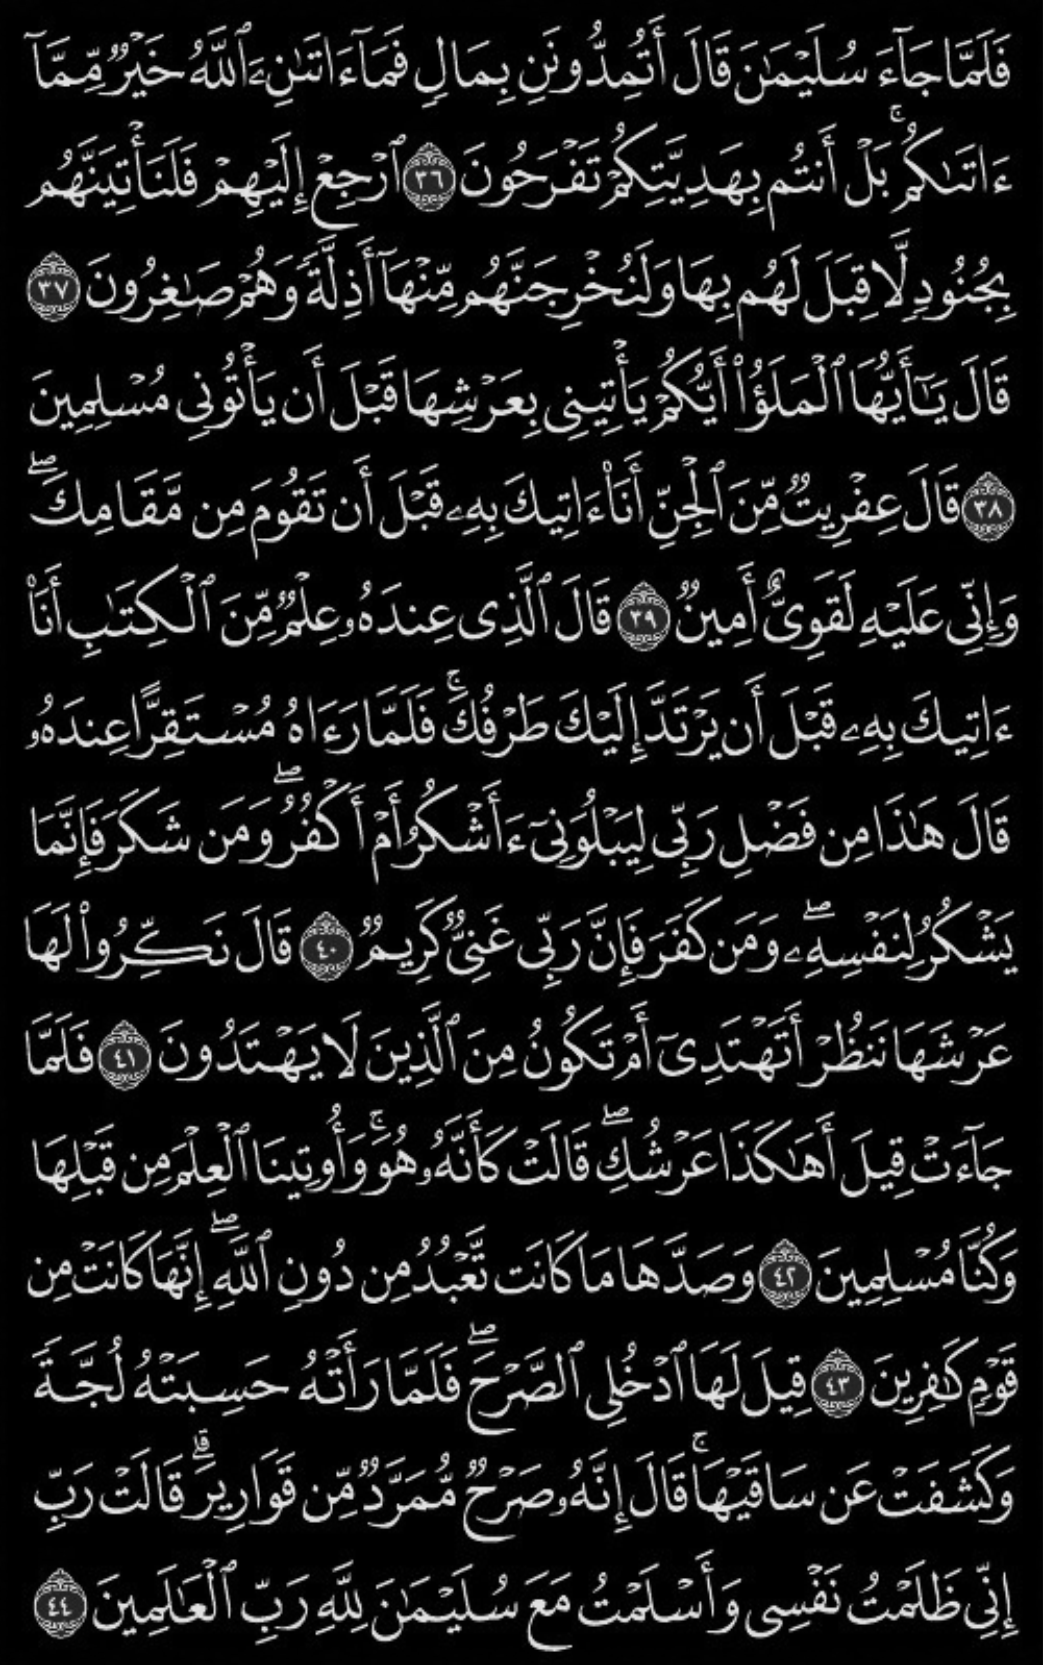 فَلَمَّا جَآءَ سُلَيْمَٰنَ قَالَ أَتُمِدُّونَنِ بِمَالٍ فَمَآ ءَاتَىٰنِۦَ ٱللَّهُ خَيْرٌ مِّمَّآ
ءَاتَىٰكُمۚ بَلْ أَنتُم بِهَدِيَّتِكُمْ تَفْرَحُونَ ٣٦ ٱرْجِعْ إِلَيْهِمْ فَلَنَأْتِيَنَّهُم
بِجُنُودٍ لَّا قِبَلَ لَهُم بِهَا وَلَنُخْرِجَنَّهُم مِّنْهَآ أَذِلَّةً وَهُمْ صَٰغِرُونَ ٣٧
قَالَ يَٰٓأَيُّهَا ٱلْمَلَؤُا۟ أَيُّكُمْ يَأْتِينِى بِعَرْشِهَا قَبْلَ أَن يَأْتُونِى مُسْلِمِينَ
٣٨ قَالَ عِفْرِيتٌ مِّنَ ٱلْجِنِّ أَنَا۠ ءَاتِيكَ بِهِۦ قَبْلَ أَن تَقُومَ مِن مَّقَامِكَۖ
وَإِنِّى عَلَيْهِ لَقَوِىٌّ أَمِينٌ ٣٩ قَالَ ٱلَّذِى عِندَهُۥ عِلْمٌ مِّنَ ٱلْكِتَٰبِ أَنَا۠
ءَاتِيكَ بِهِۦ قَبْلَ أَن يَرْتَدَّ إِلَيْكَ طَرْفُكَۚ فَلَمَّا رَءَاهُ مُسْتَقِرًّا عِندَهُۥ
قَالَ هَٰذَا مِن فَضْلِ رَبِّى لِيَبْلُوَنِىٓ ءَأَشْكُرُ أَمْ أَكْفُرُۖ وَمَن شَكَرَ فَإِنَّمَا
يَشْكُرُ لِنَفْسِهِۦۖ وَمَن كَفَرَ فَإِنَّ رَبِّى غَنِىٌّ كَرِيمٌ ٤٠ قَالَ نَكِّرُوا۟ لَهَا
عَرْشَهَا نَنظُرْ أَتَهْتَدِىٓ أَمْ تَكُونُ مِنَ ٱلَّذِينَ لَا يَهْتَدُونَ ٤١ فَلَمَّا
جَآءَتْ قِيلَ أَهَٰكَذَا عَرْشُكِۖ قَالَتْ كَأَنَّهُۥ هُوَۚ وَأُوتِينَا ٱلْعِلْمَ مِن قَبْلِهَا
وَكُنَّا مُسْلِمِينَ ٤٢ وَصَدَّهَا مَا كَانَت تَّعْبُدُ مِن دُونِ ٱللَّهِۖ إِنَّهَا كَانَتْ مِن
قَوْمٍ كَٰفِرِينَ ٤٣ قِيلَ لَهَا ٱدْخُلِى ٱلصَّرْحَۖ فَلَمَّا رَأَتْهُ حَسِبَتْهُ لُجَّةً
وَكَشَفَتْ عَن سَاقَيْهَاۚ قَالَ إِنَّهُۥ صَرْحٌ مُّمَرَّدٌ مِّن قَوَارِيرَۗ قَالَتْ رَبِّ
إِنِّى ظَلَمْتُ نَفْسِى وَأَسْلَمْتُ مَعَ سُلَيْمَٰنَ لِلَّهِ رَبِّ ٱلْعَٰلَمِينَ ٤٤